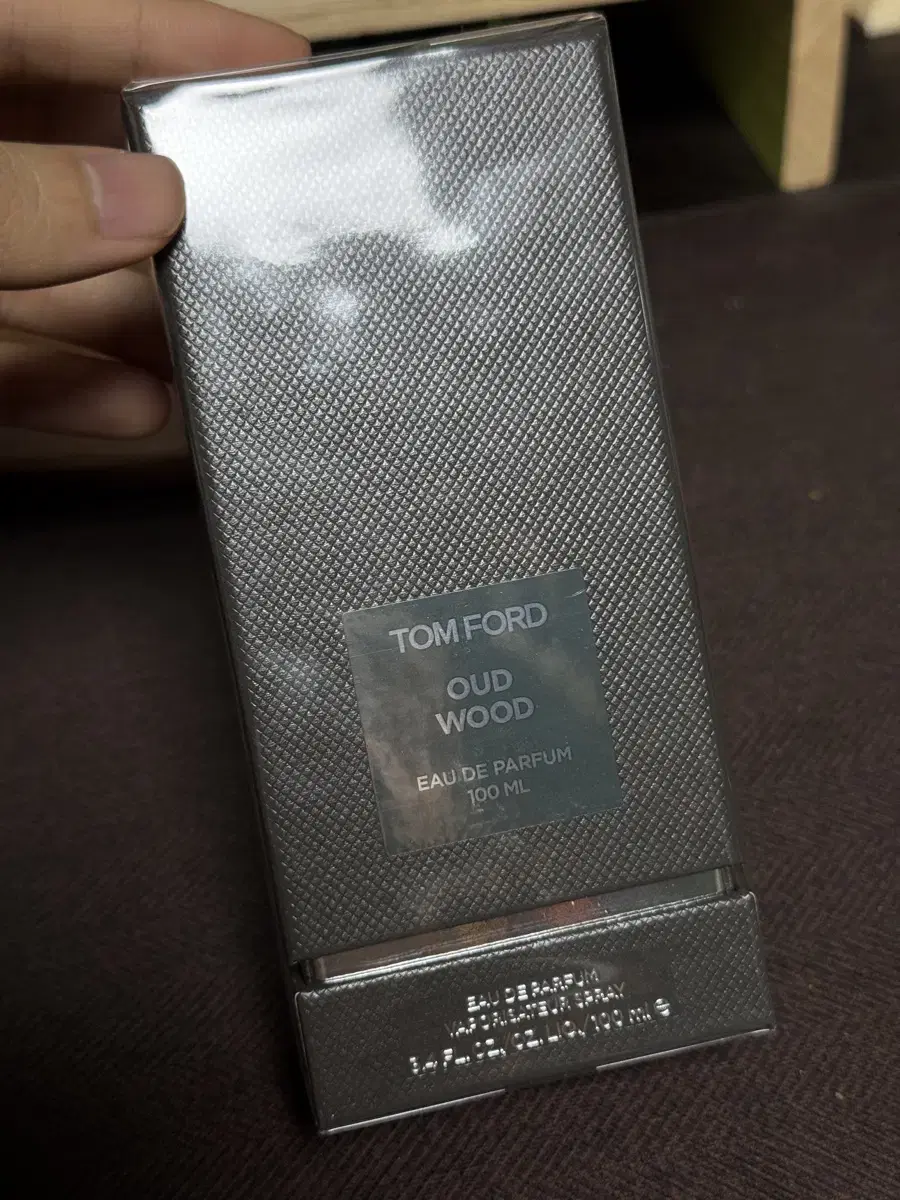 TOM FORD
OUD
WOOD
EAU DE PARFUM
100 ML
EAU DE PARFUM
VAPORISATEUR SPRAY
3.4 FL. OZ./OZ. LIQ./100 ml ℮